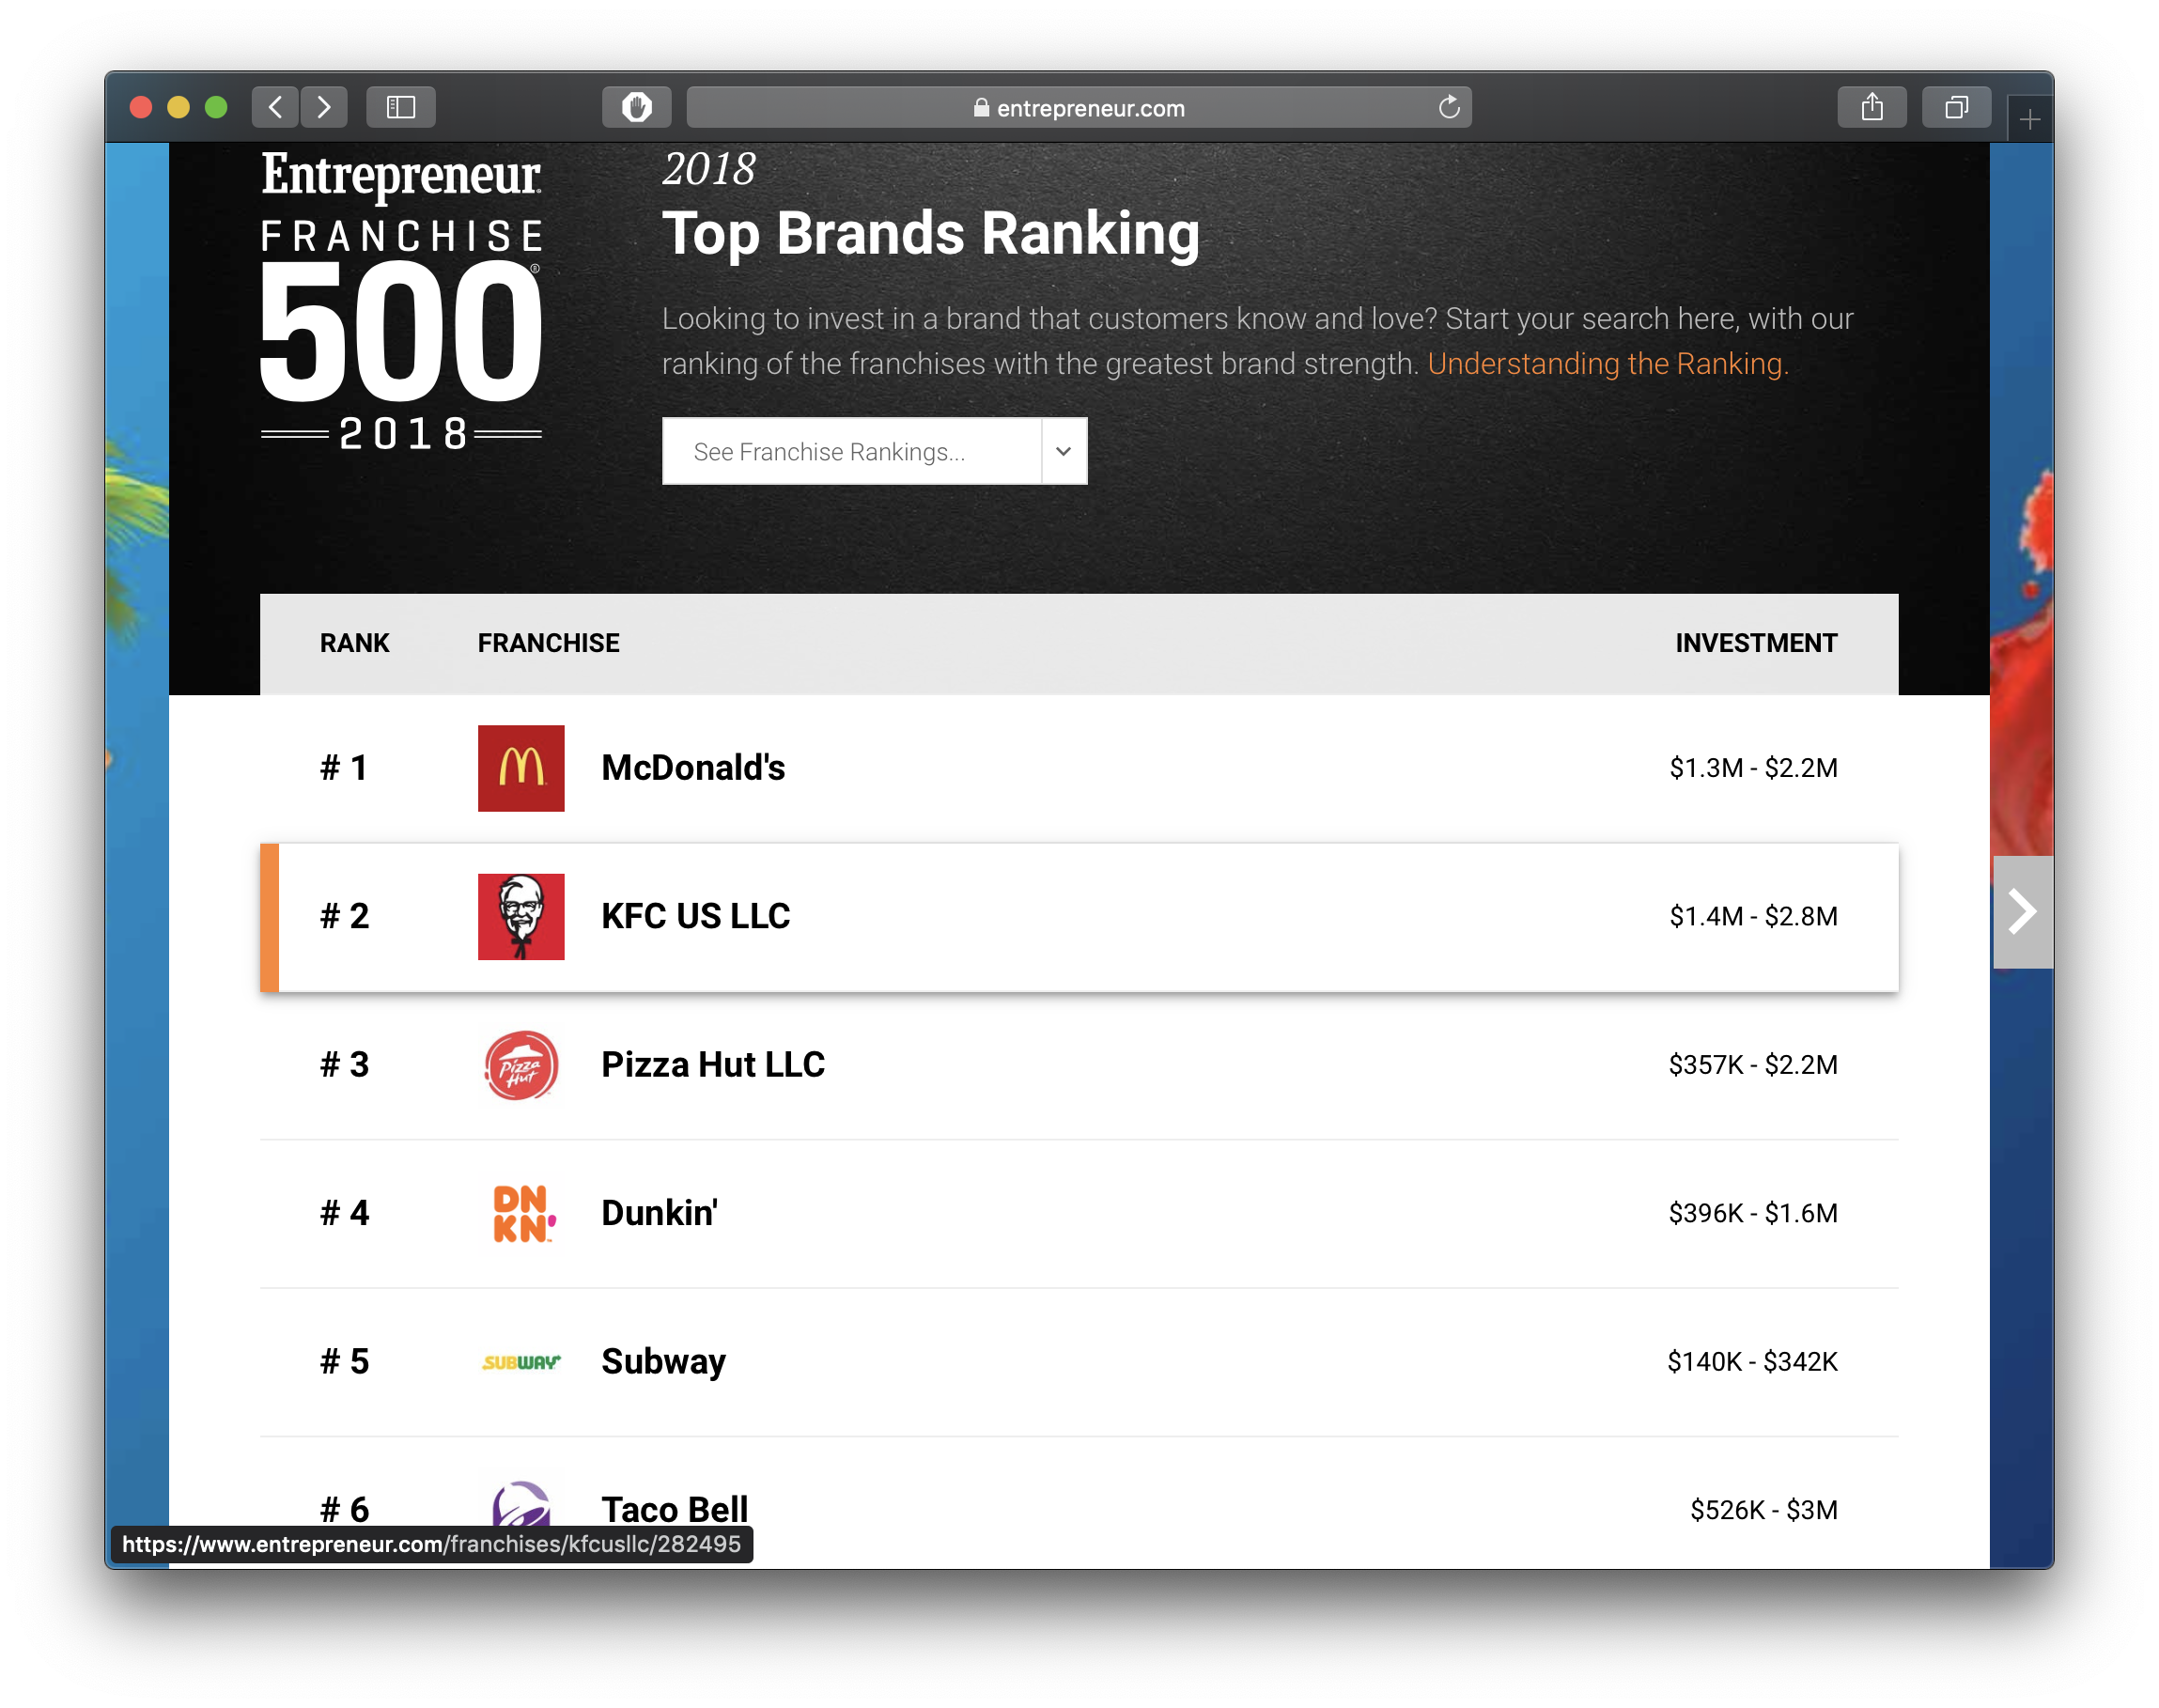 entrepreneur.com
Entrepreneur
FRANCHISE
500®
2018
2018
Top Brands Ranking
Looking to invest in a brand that customers know and love? Start your search here, with our
ranking of the franchises with the greatest brand strength. Understanding the Ranking.
See Franchise Rankings...
RANK FRANCHISE INVESTMENT
# 1 McDonald's $1.3M - $2.2M
# 2 KFC US LLC $1.4M - $2.8M
# 3 Pizza Hut Pizza Hut LLC $357K - $2.2M
# 4 DNKN' Dunkin' $396K - $1.6M
# 5 SUBWAY Subway $140K - $342K
# 6 Taco Bell $526K - $3M
https://www.entrepreneur.com/franchises/kfcusllc/282495